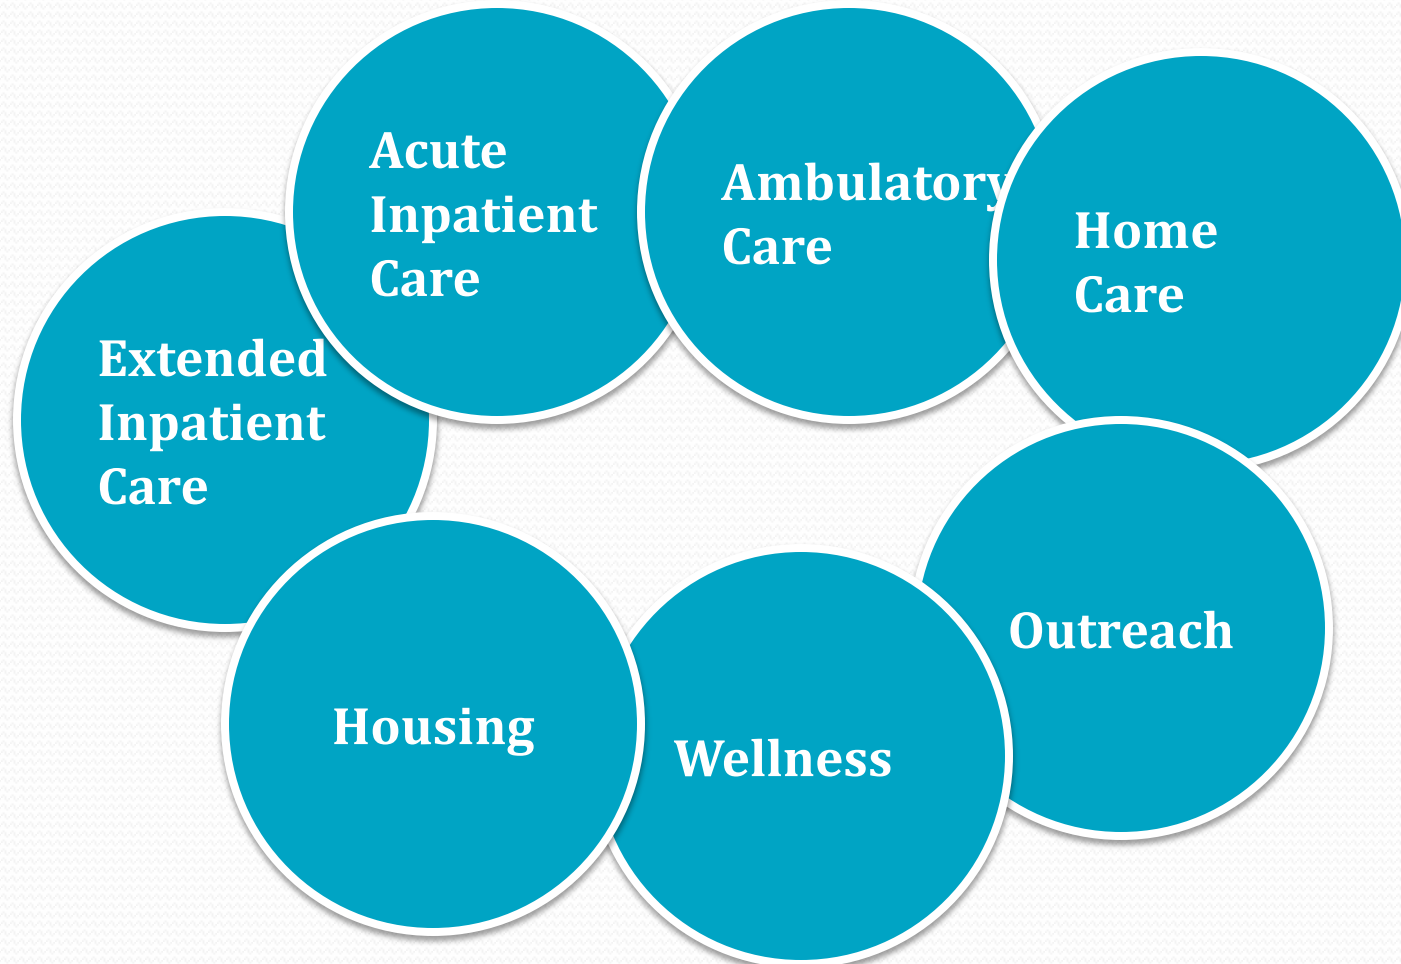 Acute
Inpatient
Care
Ambulatory
Care
Home
Care
Extended
Inpatient
Care
Outreach
Housing
Wellness